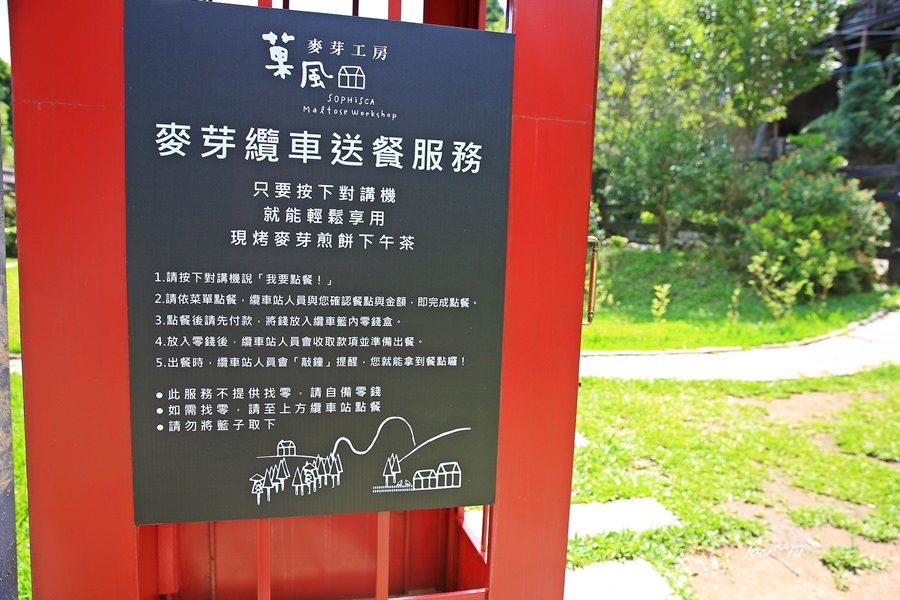 菓風
麥芽工房
SOPHISCA
Maltose Workshop
麥芽纜車送餐服務
只要按下對講機
就能輕鬆享用
現烤麥芽煎餅下午茶
1.請按下對講機說「我要點餐！」
2.請依菜單點餐，纜車站人員與您確認餐點與金額，即完成點餐。
3.點餐後請先付款，將錢放入纜車籃內零錢盒。
4.放入零錢後，纜車站人員會收取款項並準備出餐。
5.出餐時，纜車站人員會「敲鐘」提醒，您就能拿到餐點囉！
●此服務不提供找零，請自備零錢
●如需找零，請至上方纜車站點餐
●請勿將籃子取下